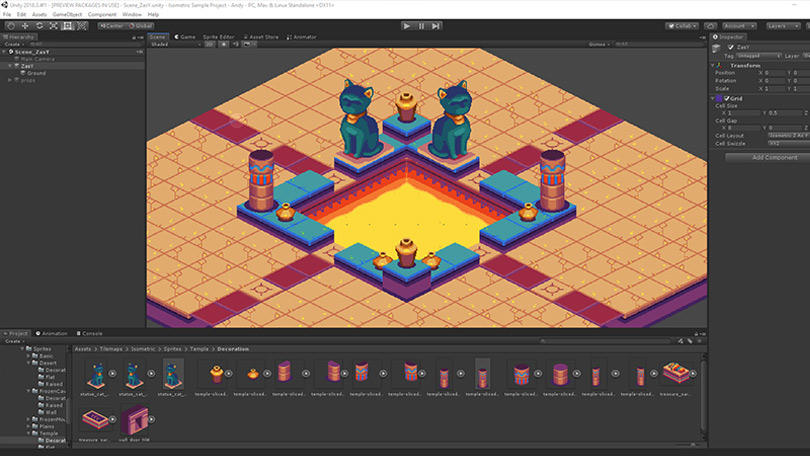 Unity 2018.3.0f1 - [PREVIEW PACKAGES IN USE] - Scene_ZasY.unity - Isometric Sample Project - Andy - PC, Mac & Linux Standalone <DX11>
File Edit Assets GameObject Component Window Help
Center Global Collab Account Layers
Hierarchy Scene Game Sprite Editor Asset Store Animator Inspector
Create Shaded 2D Gizmos ZasY
Scene_ZasY Tag Untagged Layer
Main Camera Transform
ZasY Position X 0 Y 0
Ground Rotation X 0 Y 0
props Scale X 1 Y 1
Grid
Cell Size
X 1 Y 0.5 Z
Cell Gap
X 0 Y 0 Z
Cell Layout Isometric Z As Y
Cell Swizzle XYZ
Add Component
Project Animation Console
Create
Sprites Assets Tilemaps Isometric Sprites Temple Decoration
Basic
Desert
Decorat
Flat
Raised
FrozenCav
Decorat
Raised
Wall
FrozenMou
Plains
Temple
Decorat
Flat
statue_cat_... statue_cat_... statue_cat_... temple-sliced... temple-sliced... temple-sliced... temple-sliced... temple-sliced... temple-sliced... temple-sliced... temple-sliced... temple-sliced... temple-sliced... temple-sliced... temple-sliced... treasure_sar...
treasure_sar... wall_door_tile